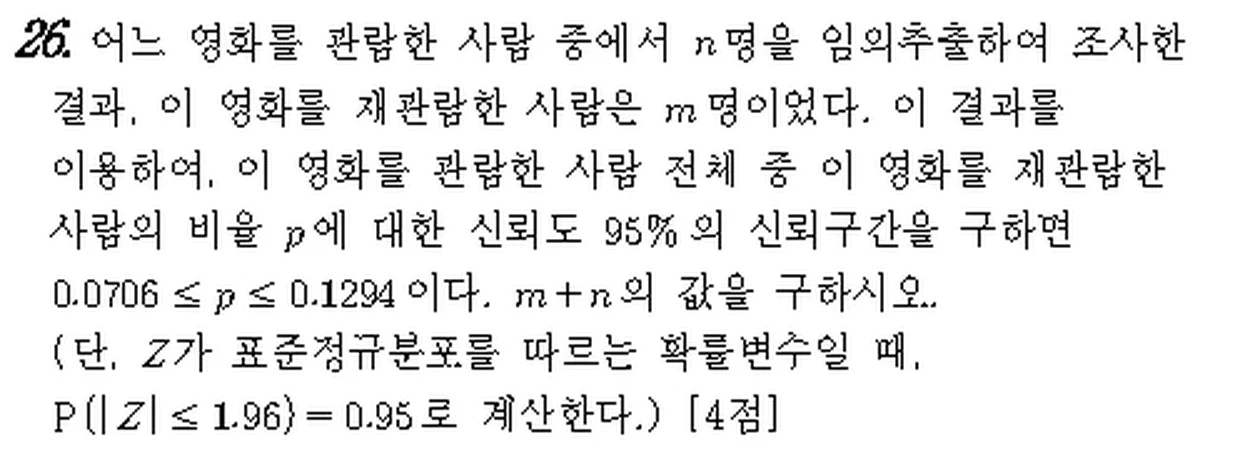 26. 어느 영화를 관람한 사람 중에서 n명을 임의추출하여 조사한
결과, 이 영화를 재관람한 사람은 m명이었다. 이 결과를
이용하여, 이 영화를 관람한 사람 전체 중 이 영화를 재관람한
사람의 비율 p에 대한 신뢰도 95%의 신뢰구간을 구하면
0.0706 ≤ p ≤ 0.1294이다. m+n의 값을 구하시오.
(단, Z가 표준정규분포를 따르는 확률변수일 때,
P(|Z| ≤ 1.96) = 0.95로 계산한다.) [4점]